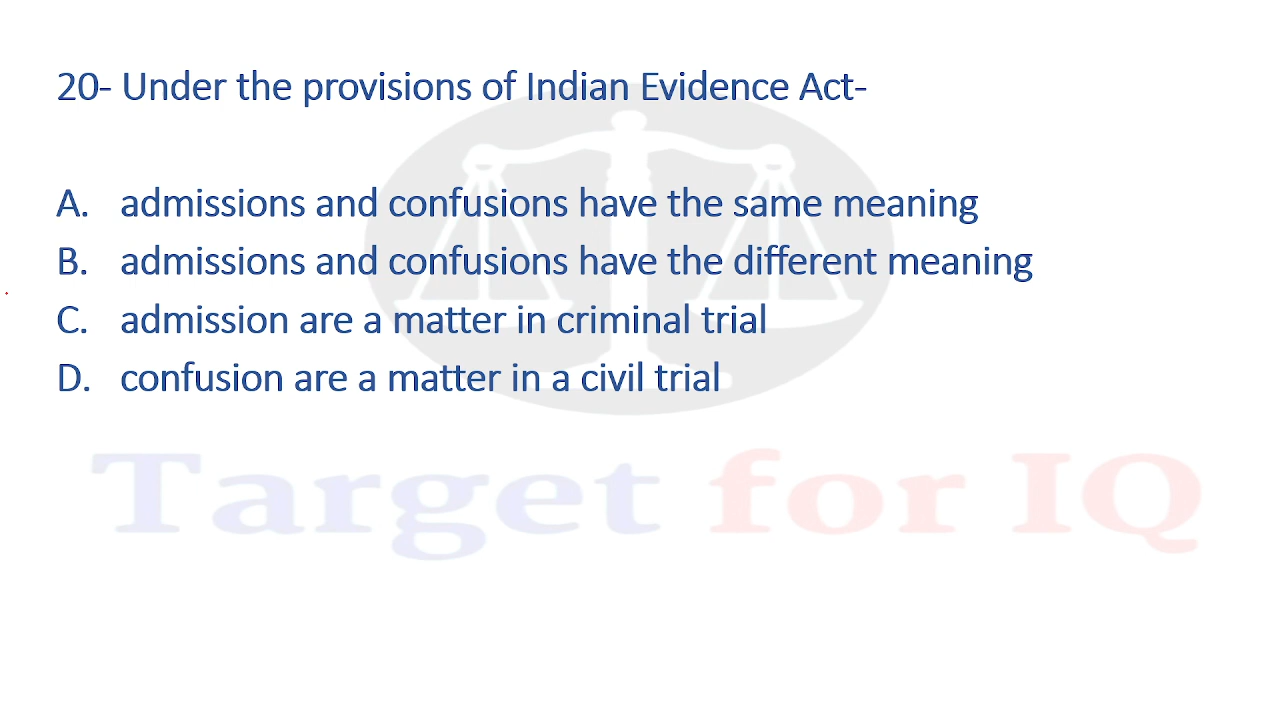 20- Under the provisions of Indian Evidence Act-
A. admissions and confusions have the same meaning
B. admissions and confusions have the different meaning
C. admission are a matter in criminal trial
D. confusion are a matter in a civil trial
Target for IQ